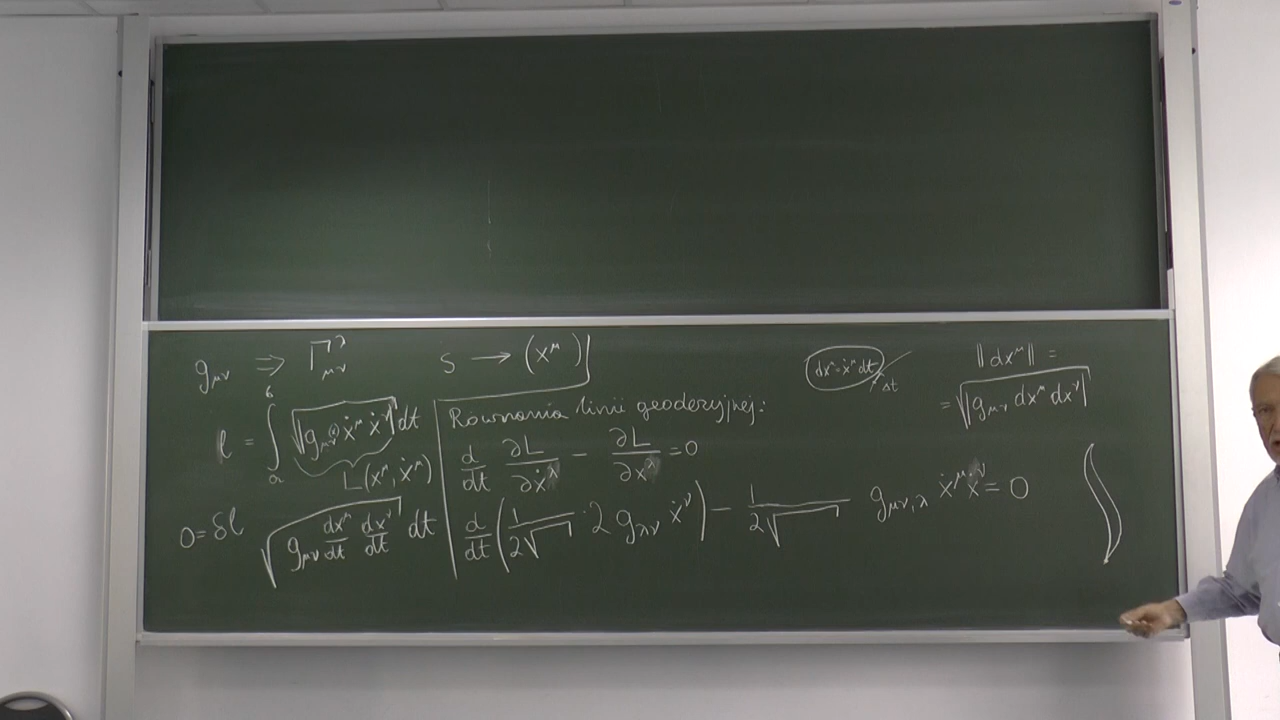 g_{μν} ⇒ Γ^λ_{μν}
s → (x^μ)
dx^μ = ẋ^μ dt
Δt
‖dx^μ‖ =
= √(g_{μν} dx^μ dx^ν)
l = ∫_a^b √(g_{μν}(x) ẋ^μ ẋ^ν) dt
L(x^μ, ẋ^μ)
0 = δl
√(g_{μν} dx^μ/dt dx^ν/dt) dt
Równania linii geodezyjnej:
d/dt ∂L/∂ẋ^λ − ∂L/∂x^λ = 0
d/dt (1/(2√ ) · 2 g_{λν} ẋ^ν) − 1/(2√ ) g_{μν,λ} ẋ^μ ẋ^ν = 0